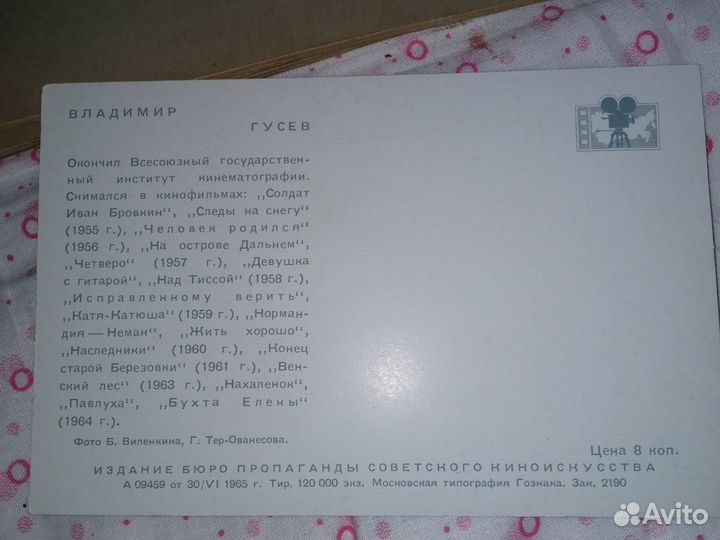 ВЛАДИМИР
ГУСЕВ
Окончил Всесоюзный государствен-
ный институт кинематографии.
Снимался в кинофильмах: ,,Солдат
Иван Бровкин“, ,,Следы на снегу“
(1955 г.), ,,Человек родился“
(1956 г.), ,,На острове Дальнем“,
,,Четверо“ (1957 г.), ,,Девушка
с гитарой“, ,,Над Тиссой“ (1958 г.),
,,Исправленному верить“,
,,Катя-Катюша“ (1959 г.), ,,Норман-
дия — Неман“, ,,Жить хорошо“,
,,Наследники“ (1960 г.), ,,Конец
старой Березовки“ (1961 г.), ,,Вен-
ский лес“ (1963 г.), ,,Нахаленок“,
,,Павлуха“, ,,Бухта Елены“
(1964 г.).
Фото Б. Виленкина, Г. Тер-Ованесова.
Цена 8 коп.
ИЗДАНИЕ БЮРО ПРОПАГАНДЫ СОВЕТСКОГО КИНОИСКУССТВА
А 09459 от 30/VI 1965 г. Тир. 120 000 экз. Московская типография Гознака. Зак. 2190
Avito